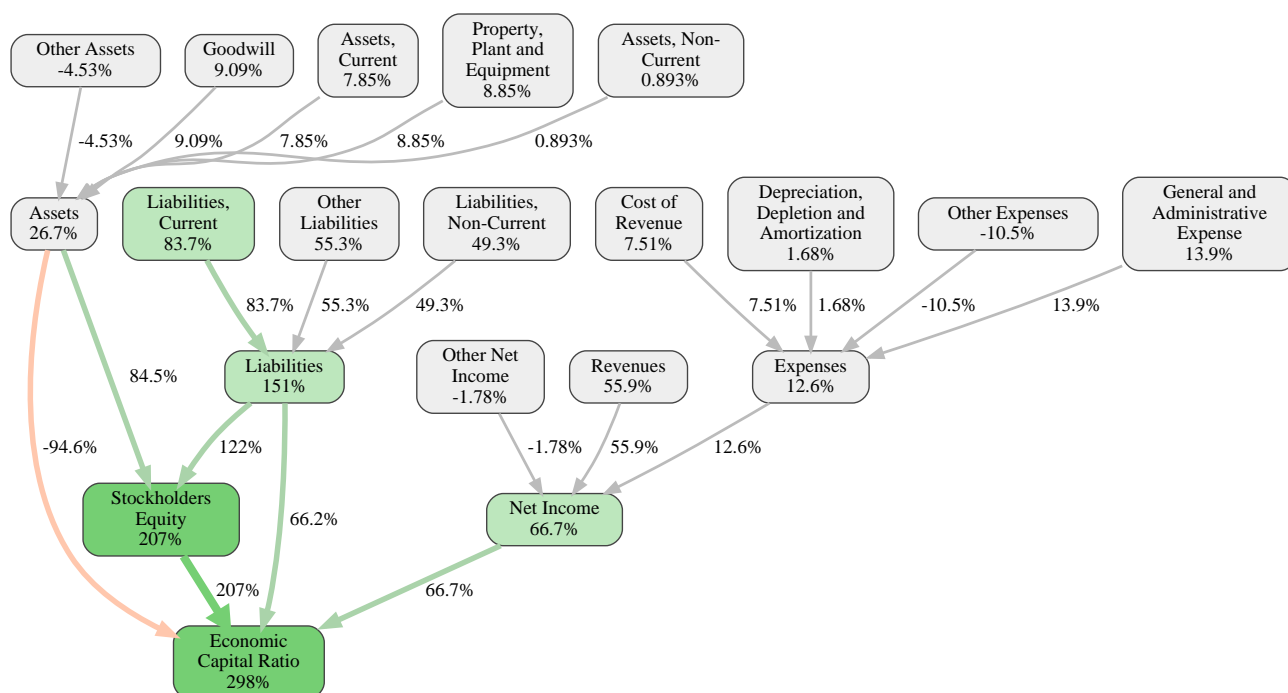 Other Assets
-4.53%
Goodwill
9.09%
Assets,
Current
7.85%
Property,
Plant and
Equipment
8.85%
Assets, Non-
Current
0.893%
-4.53%
9.09%
7.85%
8.85%
0.893%
Assets
26.7%
Liabilities,
Current
83.7%
Other
Liabilities
55.3%
Liabilities,
Non-Current
49.3%
Cost of
Revenue
7.51%
Depreciation,
Depletion and
Amortization
1.68%
Other Expenses
-10.5%
General and
Administrative
Expense
13.9%
83.7%
55.3%
49.3%
7.51%
1.68%
-10.5%
13.9%
84.5%
Liabilities
151%
Other Net
Income
-1.78%
Revenues
55.9%
Expenses
12.6%
-94.6%
122%
-1.78%
55.9%
12.6%
Stockholders
Equity
207%
66.2%
Net Income
66.7%
207%
66.7%
Economic
Capital Ratio
298%